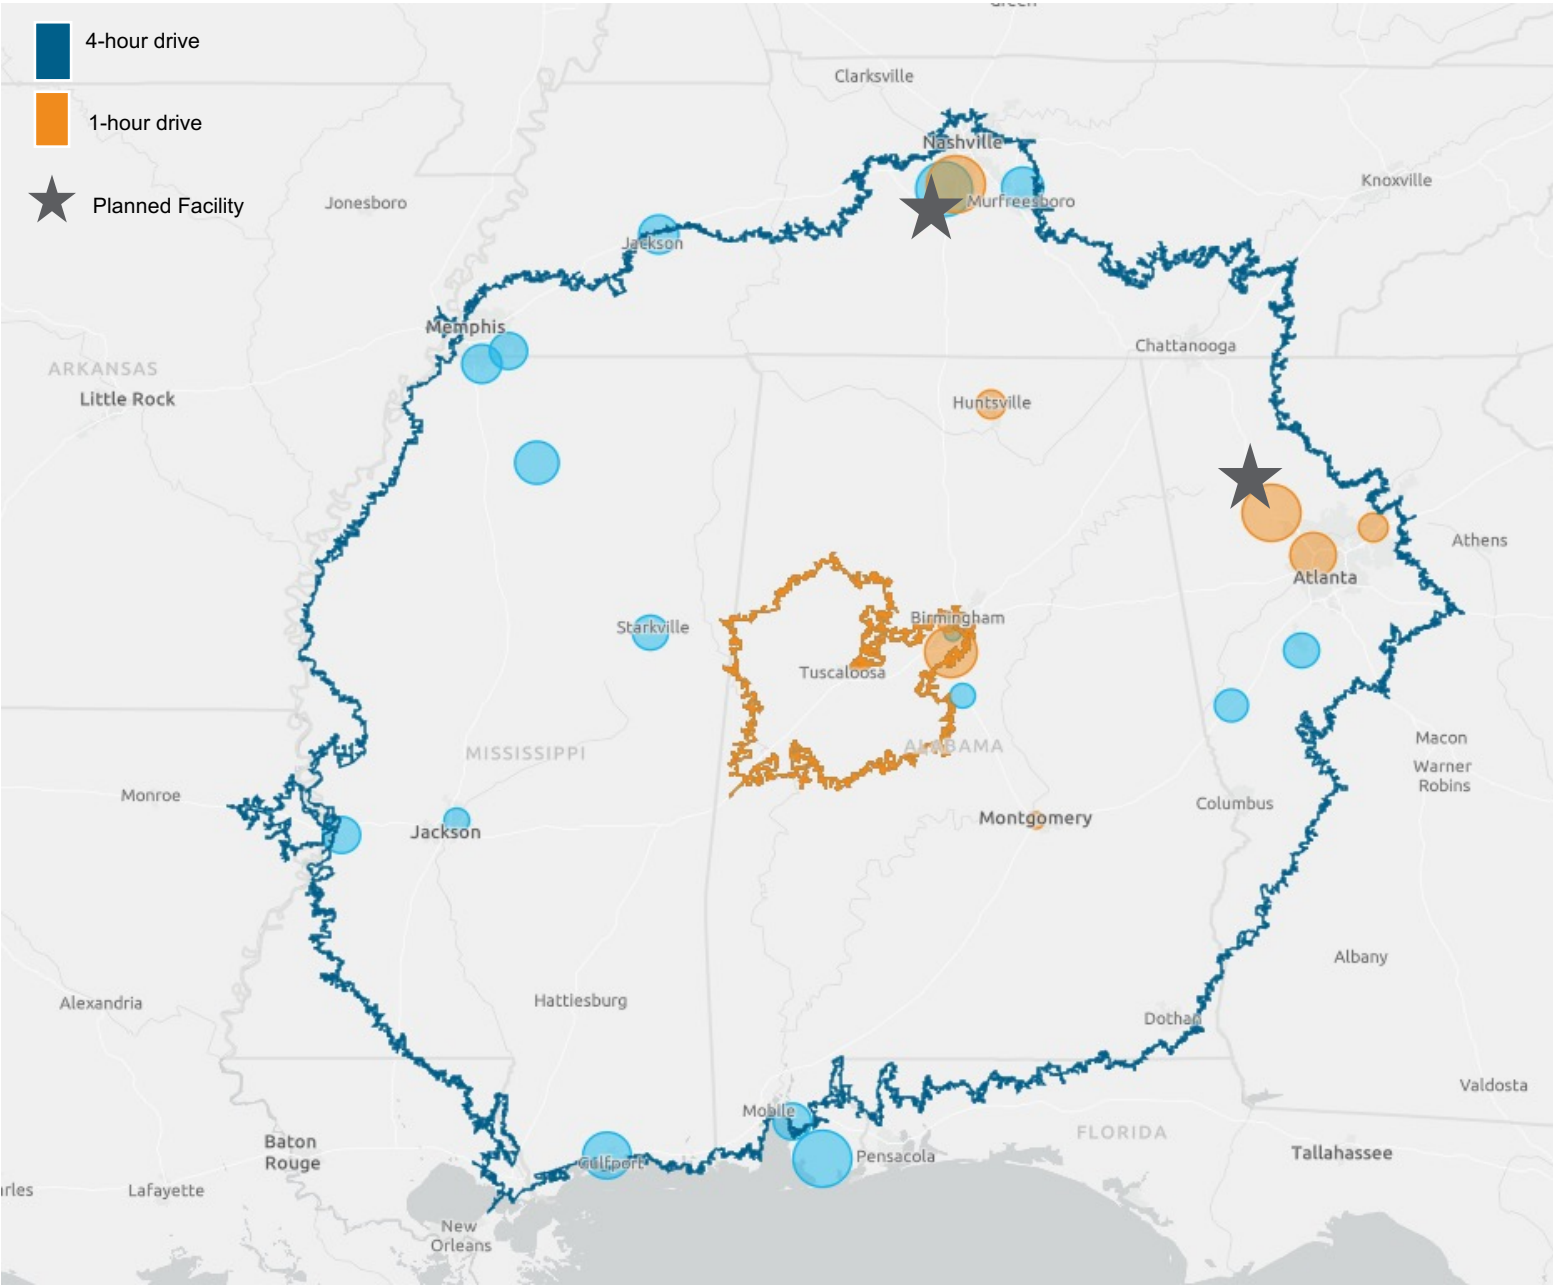 Green
4-hour drive
1-hour drive
Planned Facility
Clarksville
Nashville
Murfreesboro
Knoxville
Jonesboro
Jackson
Memphis
Chattanooga
ARKANSAS
Little Rock
Huntsville
Athens
Atlanta
Birmingham
Starkville
Tuscaloosa
ALABAMA
MISSISSIPPI
Macon
Warner
Robins
Monroe
Columbus
Jackson
Montgomery
Albany
Hattiesburg
Alexandria
Dothan
Valdosta
Mobile
FLORIDA
Baton
Rouge
Pensacola
Tallahassee
Gulfport
arles
Lafayette
New
Orleans